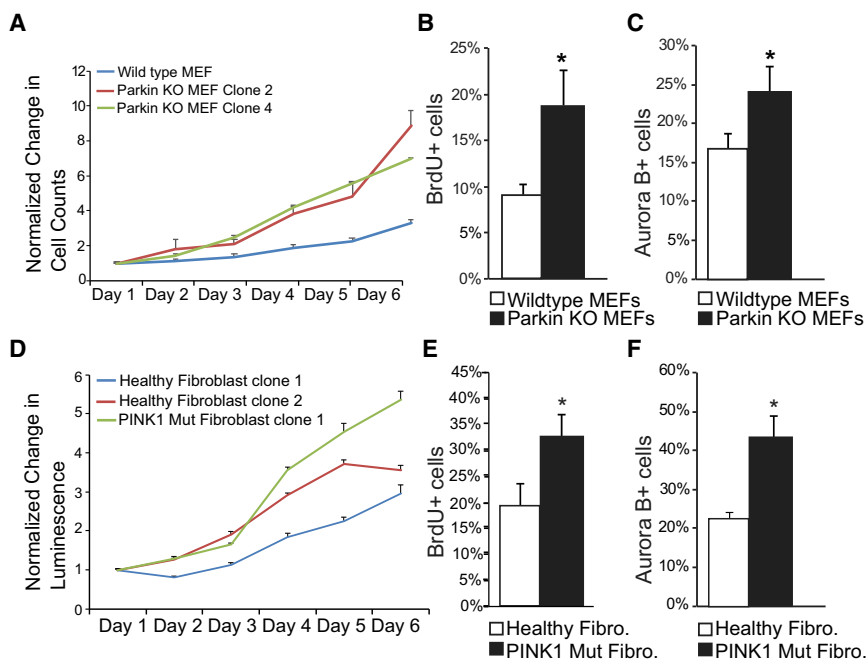 A
Normalized Change in
Cell Counts
12
10
8
6
4
2
0
Wild type MEF
Parkin KO MEF Clone 2
Parkin KO MEF Clone 4
Day 1 Day 2 Day 3 Day 4 Day 5 Day 6
B
BrdU+ cells
25%
20%
15%
10%
5%
0%
*
Wildtype MEFs
Parkin KO MEFs
C
Aurora B+ cells
30%
25%
20%
15%
10%
5%
0%
*
Wildtype MEFs
Parkin KO MEFs
D
Normalized Change in
Luminescence
6
5
4
3
2
1
0
Healthy Fibroblast clone 1
Healthy Fibroblast clone 2
PINK1 Mut Fibroblast clone 1
Day 1 Day 2 Day 3 Day 4 Day 5 Day 6
E
BrdU+ cells
45%
40%
35%
30%
25%
20%
15%
10%
5%
0%
*
Healthy Fibro.
PINK1 Mut Fibro.
F
Aurora B+ cells
60%
50%
40%
30%
20%
10%
0%
*
Healthy Fibro.
PINK1 Mut Fibro.